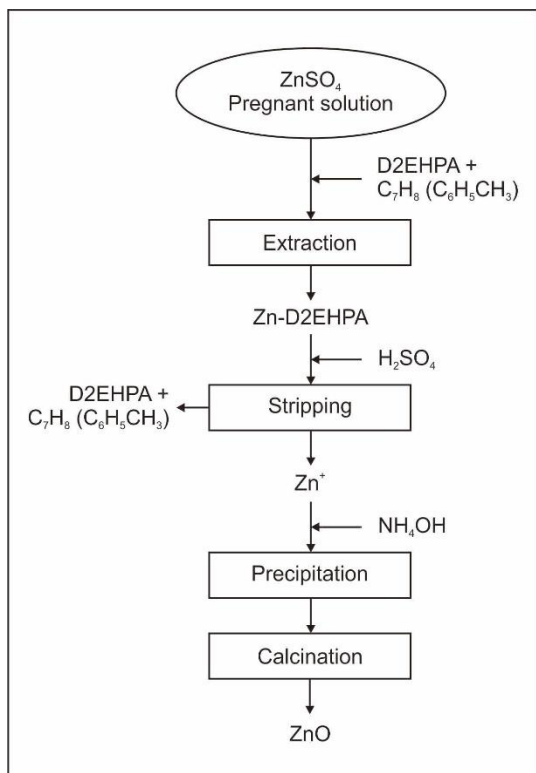 ZnSO₄
Pregnant solution
D2EHPA +
C₇H₈ (C₆H₅CH₃)
Extraction
Zn-D2EHPA
H₂SO₄
D2EHPA +
C₇H₈ (C₆H₅CH₃)
Stripping
Zn⁺
NH₄OH
Precipitation
Calcination
ZnO